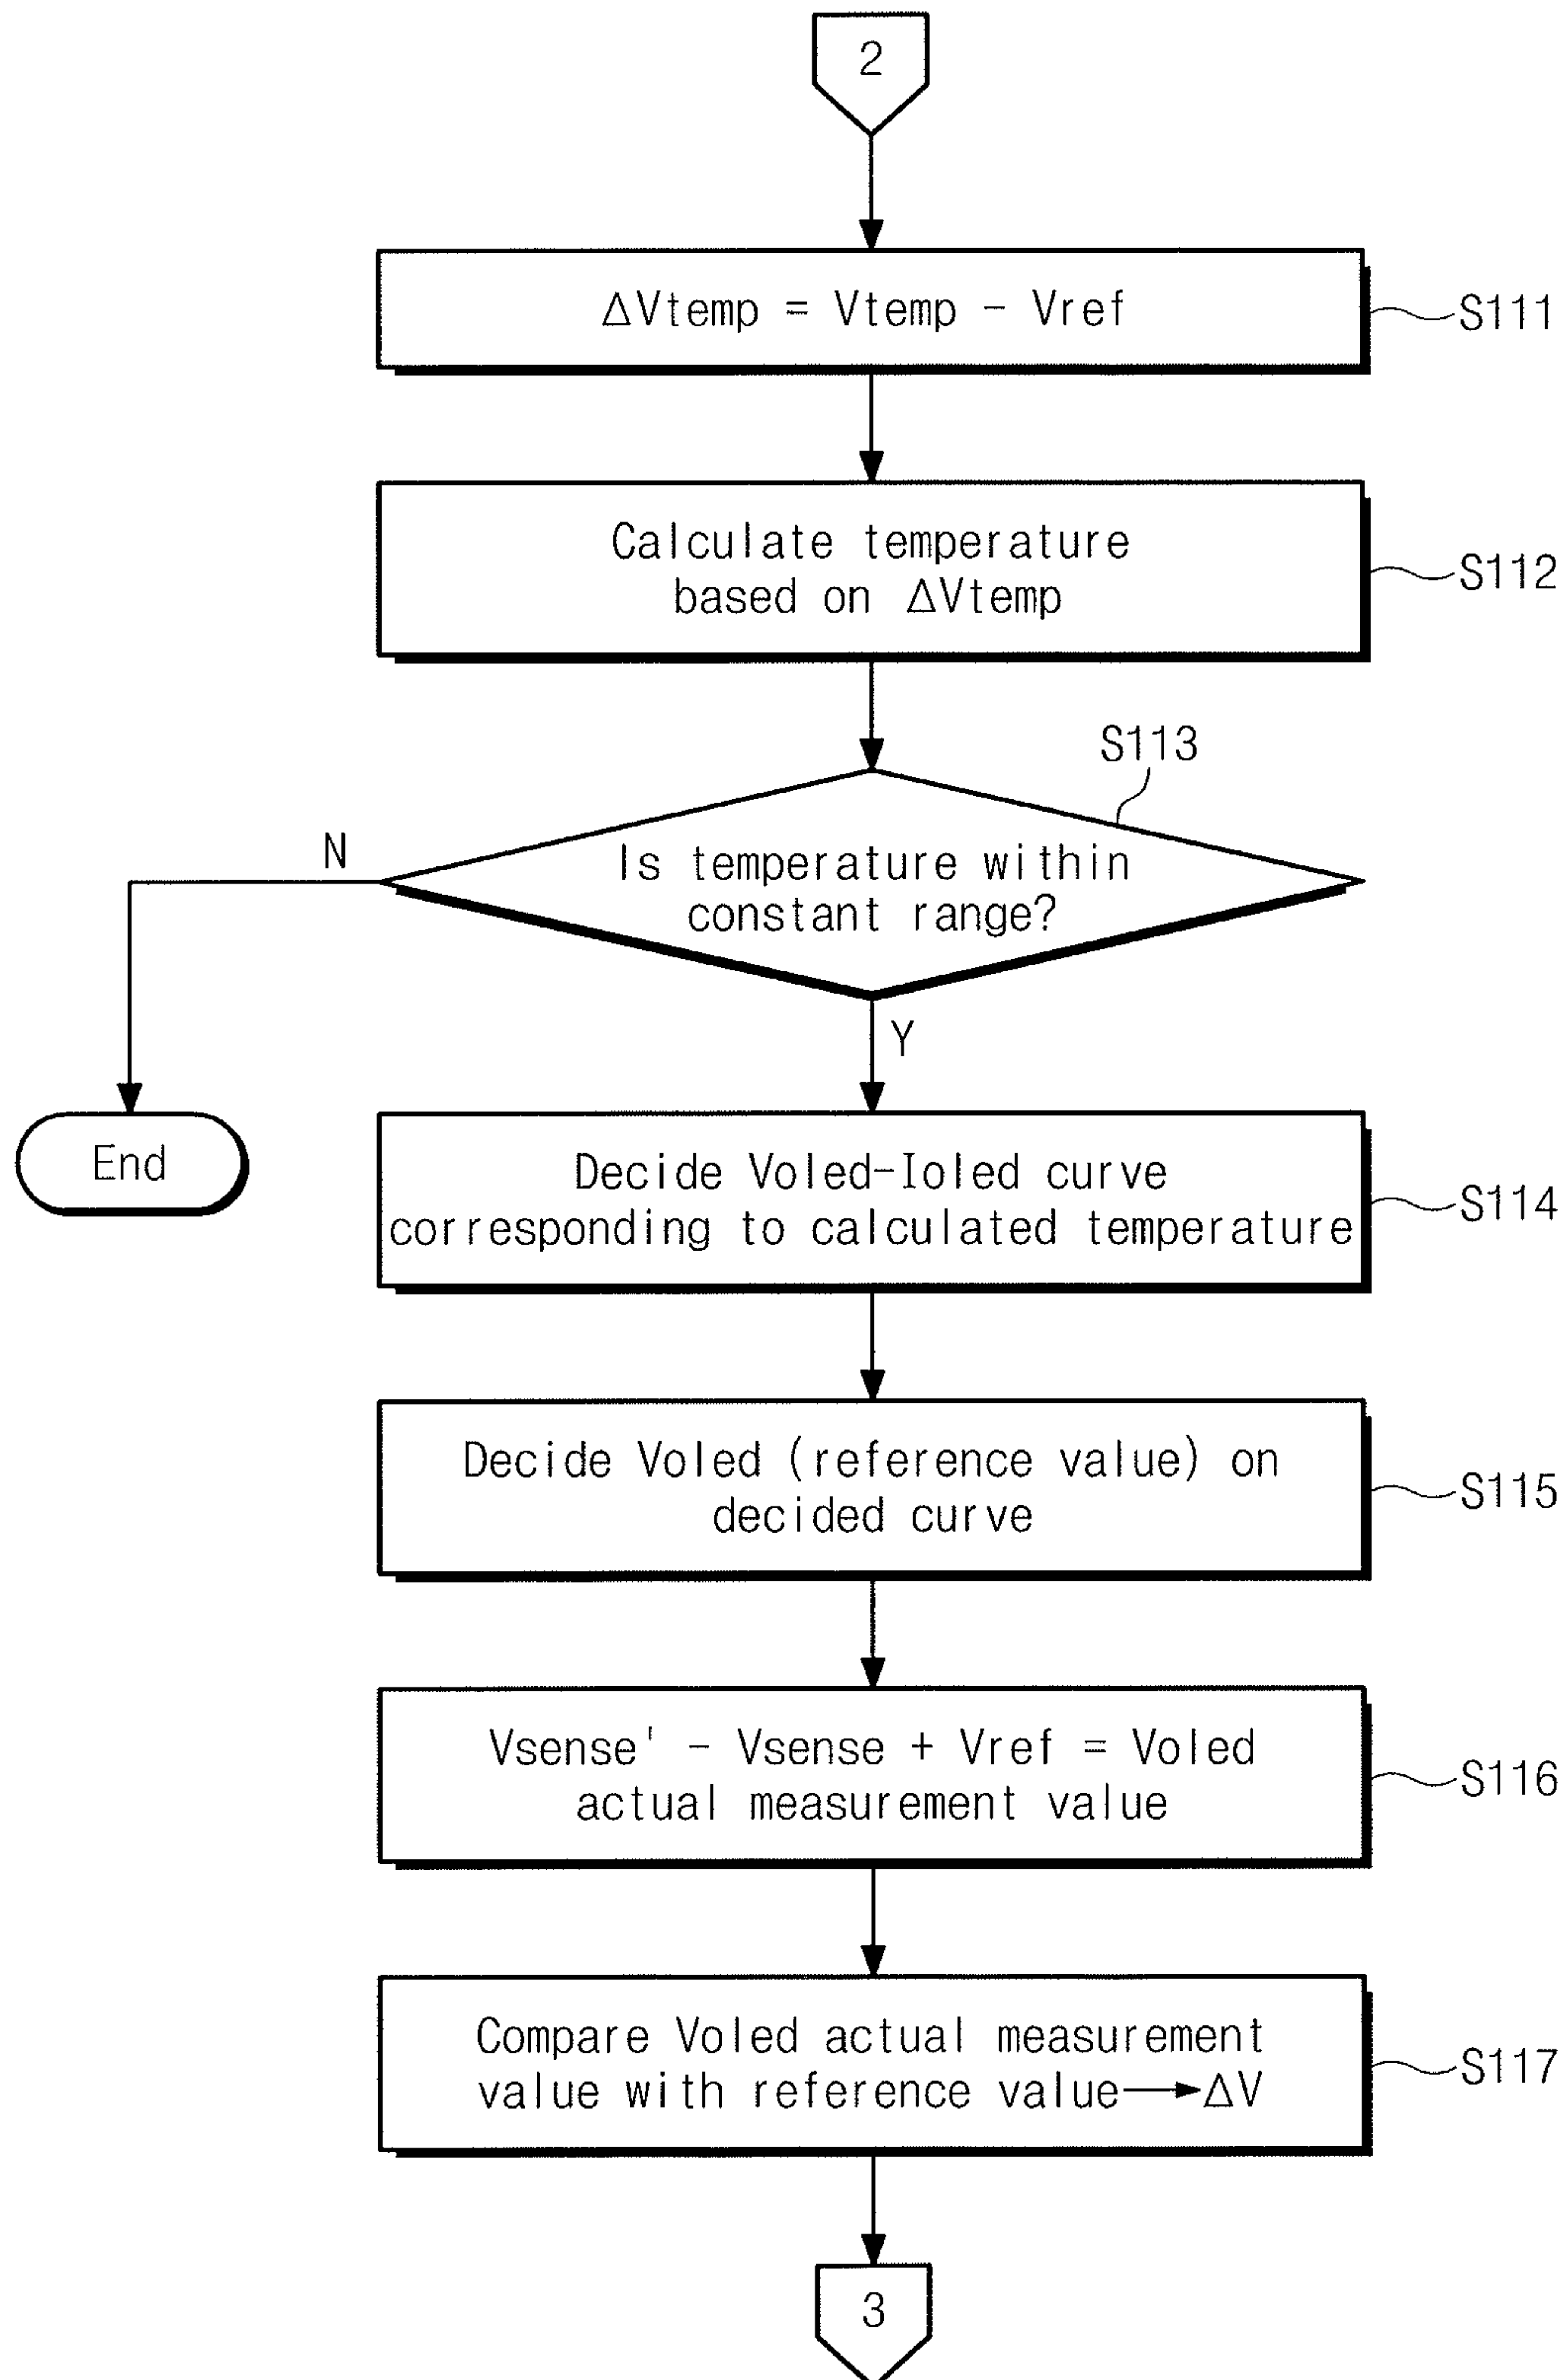 2
ΔVtemp = Vtemp - Vref
S111
Calculate temperature
based on ΔVtemp
S112
S113
N
Is temperature within
constant range?
Y
End
Decide Voled-Ioled curve
corresponding to calculated temperature
S114
Decide Voled (reference value) on
decided curve
S115
Vsense' - Vsense + Vref = Voled
actual measurement value
S116
Compare Voled actual measurement
value with reference value→ΔV
S117
3